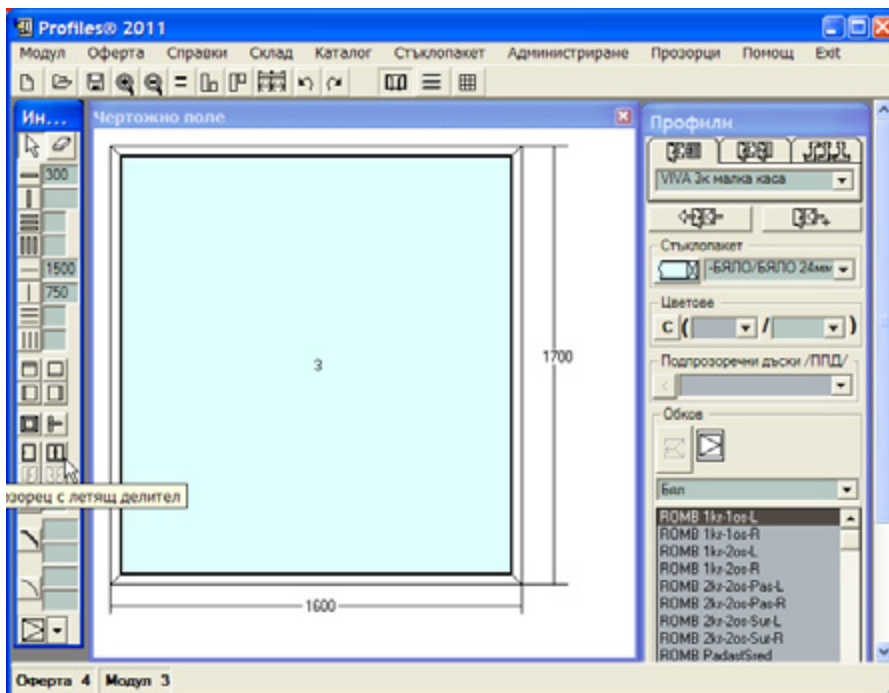 Profiles® 2011
Модул Оферта Справки Склад Каталог Стъклопакет Администриране Прозорци Помощ Exit
Ин...
Чертожно поле
Профили
300
VIVA 3к малка каса
Стъклопакет
-БЯЛО/БЯЛО 24мм
1500
750
Цветове
C ( / )
3
1700
Подпрозоречни дъски /ППД/
<
Обков
озорец с летящ делител
Бял
ROMB 1kr-1os-L
ROMB 1kr-1os-R
ROMB 1kr-2os-L
ROMB 1kr-2os-R
ROMB 2kr-2os-Pas-L
ROMB 2kr-2os-Pas-R
ROMB 2kr-2os-Sur-L
ROMB 2kr-2os-Sur-R
ROMB PadastSred
1600
Оферта 4 Модул 3